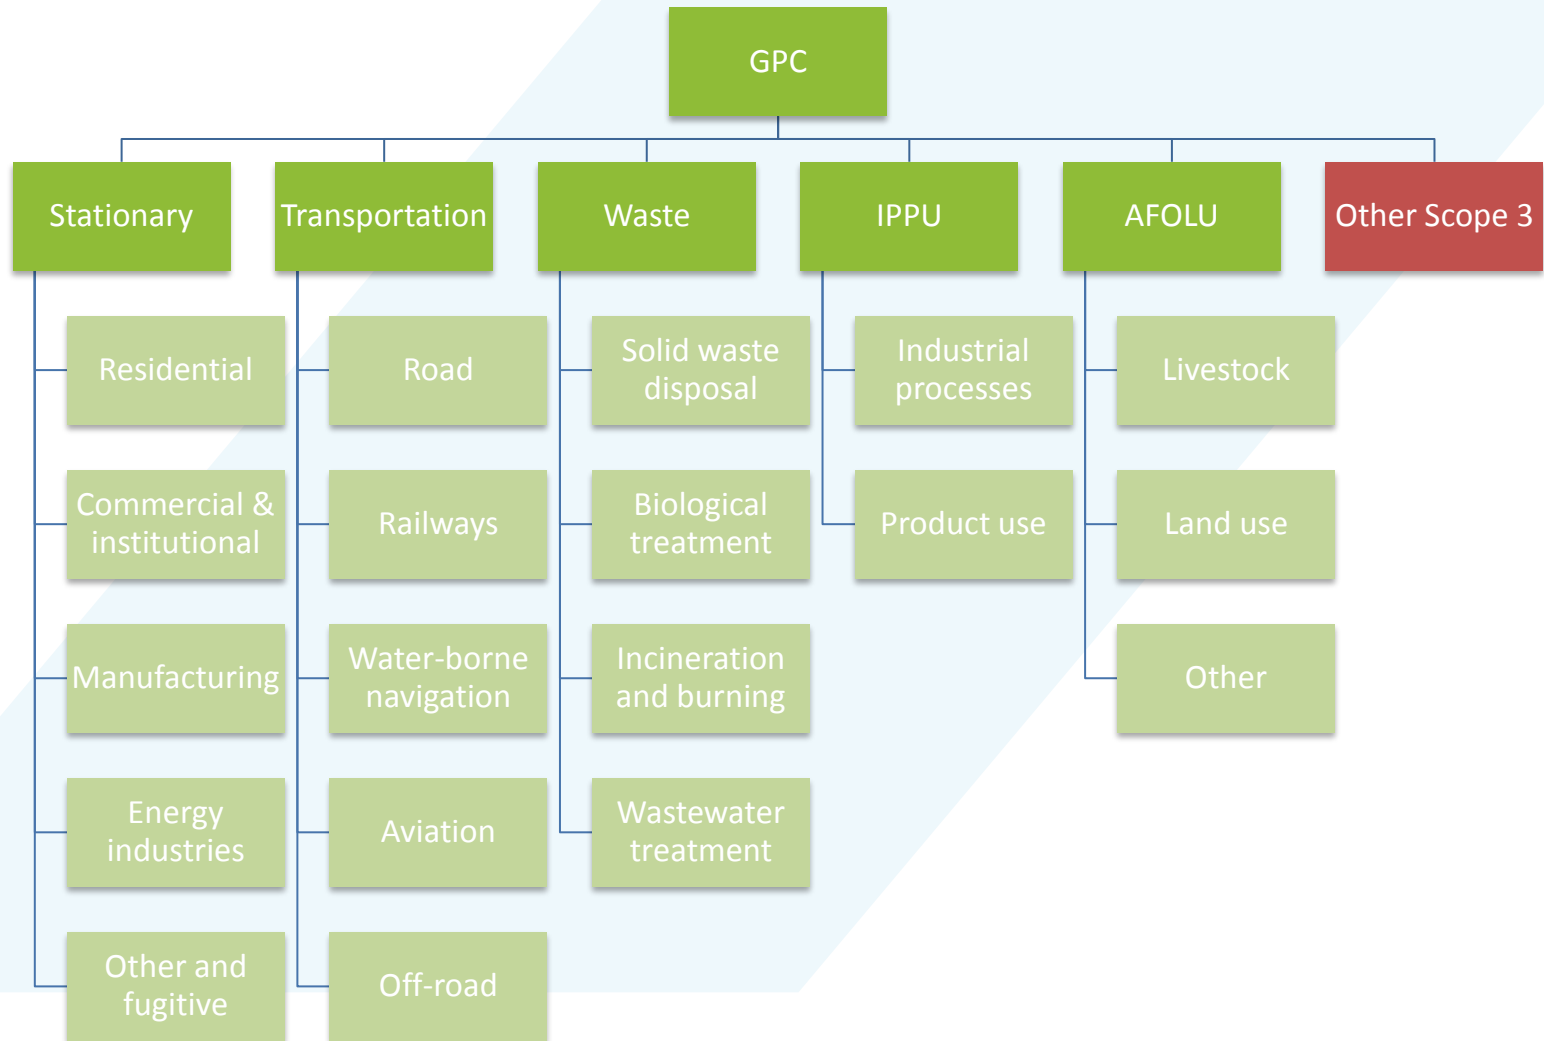 GPC
Stationary
Transportation
Waste
IPPU
AFOLU
Other Scope 3
Residential
Commercial &
institutional
Manufacturing
Energy
industries
Other and
fugitive
Road
Railways
Water-borne
navigation
Aviation
Off-road
Solid waste
disposal
Biological
treatment
Incineration
and burning
Wastewater
treatment
Industrial
processes
Product use
Livestock
Land use
Other